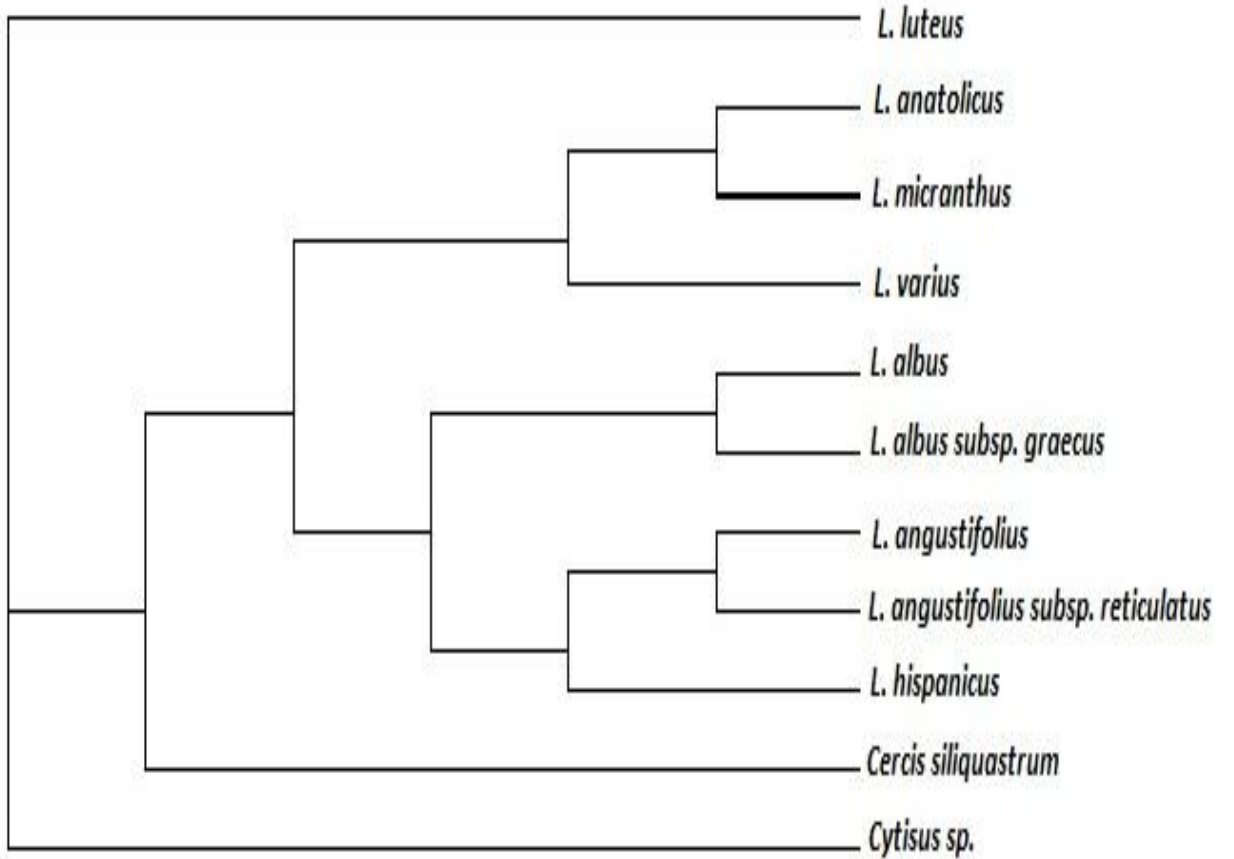 L. luteus
L. anatolicus
L. micranthus
L. varius
L. albus
L. albus subsp. graecus
L. angustifolius
L. angustifolius subsp. reticulatus
L. hispanicus
Cercis siliquastrum
Cytisus sp.